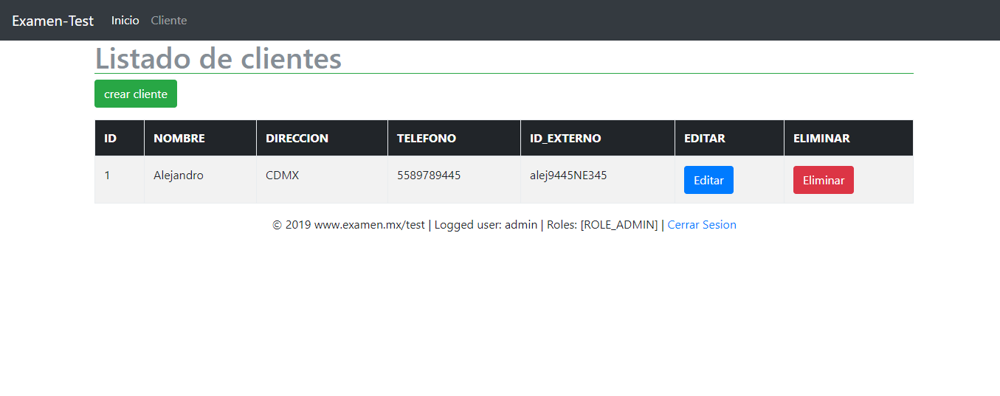 Examen-Test Inicio Cliente
Listado de clientes
crear cliente
ID NOMBRE DIRECCION TELEFONO ID_EXTERNO EDITAR ELIMINAR
1 Alejandro CDMX 5589789445 alej9445NE345 Editar Eliminar
© 2019 www.examen.mx/test | Logged user: admin | Roles: [ROLE_ADMIN] | Cerrar Sesion